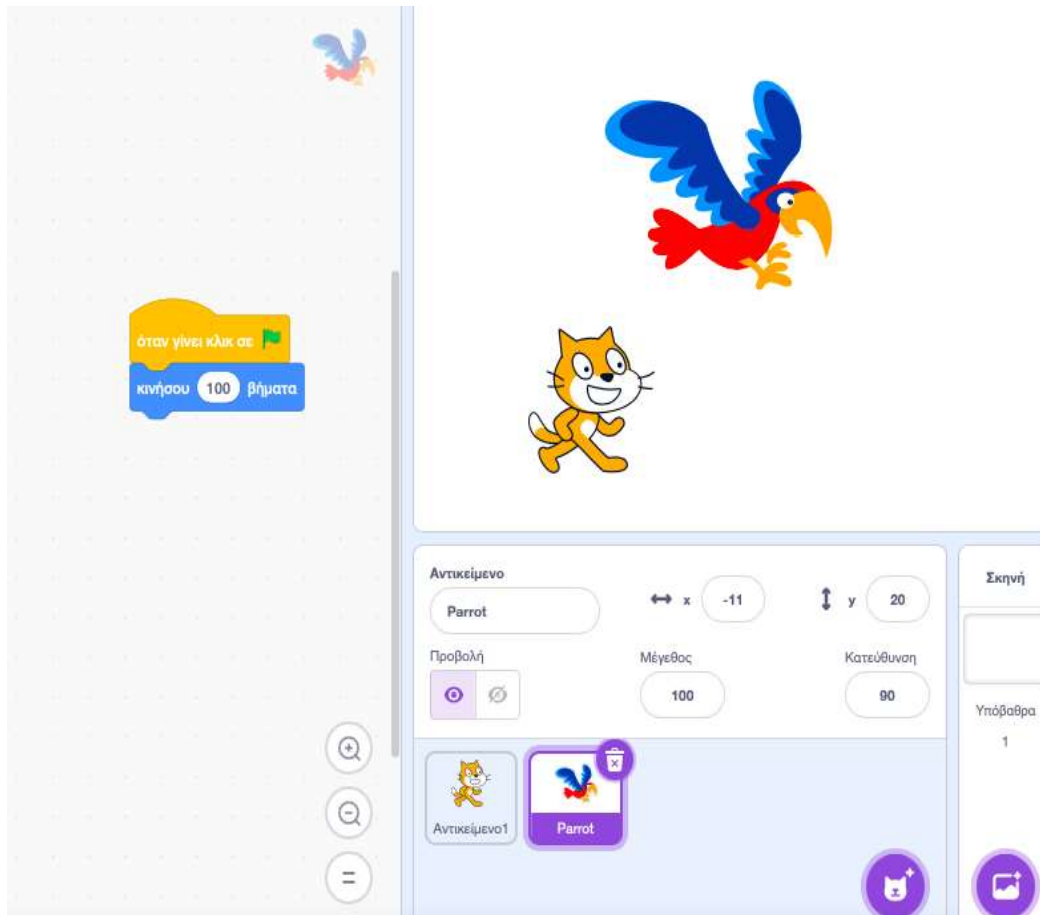 όταν γίνει κλικ σε
κινήσου 100 βήματα
Αντικείμενο
Parrot
x -11
y 20
Προβολή
Μέγεθος
100
Κατεύθυνση
90
Αντικείμενο1
Parrot
Σκηνή
Υπόβαθρα
1